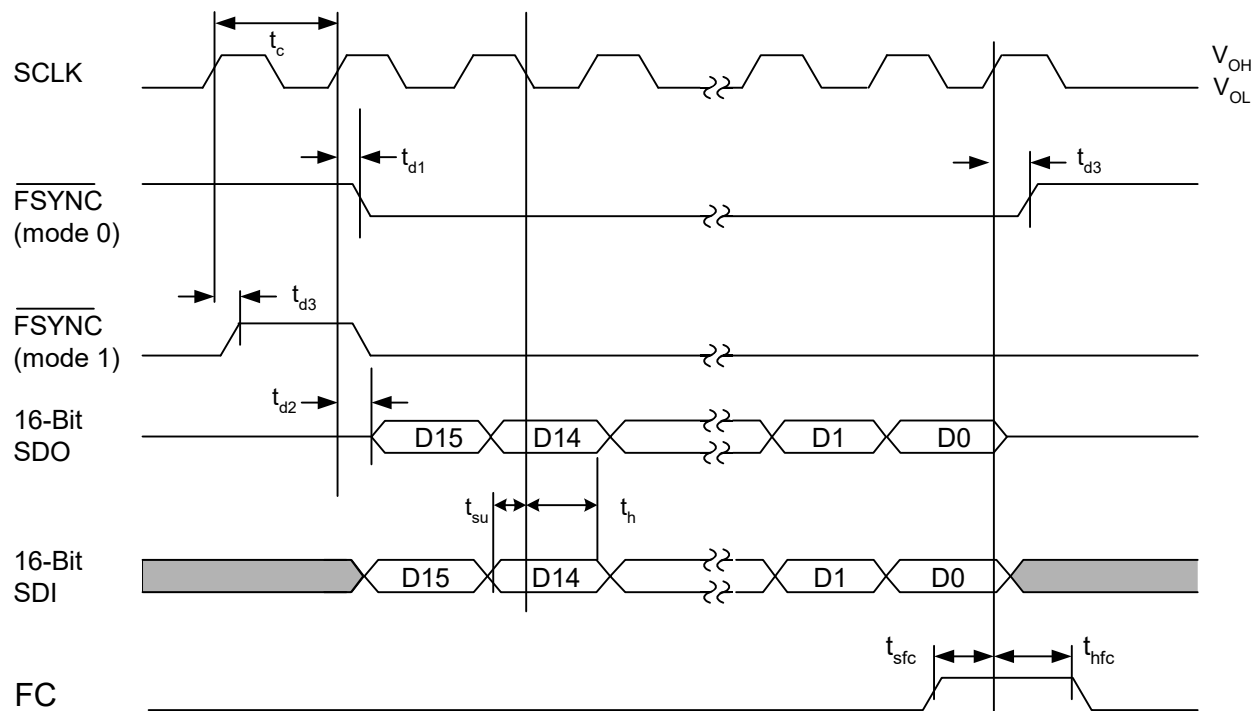 t_c
SCLK
V_OH
V_OL
t_d1
t_d3
FSYNC
(mode 0)
t_d3
FSYNC
(mode 1)
t_d2
16-Bit
SDO
D15 D14 D1 D0
t_su t_h
16-Bit
SDI
D15 D14 D1 D0
t_sfc t_hfc
FC